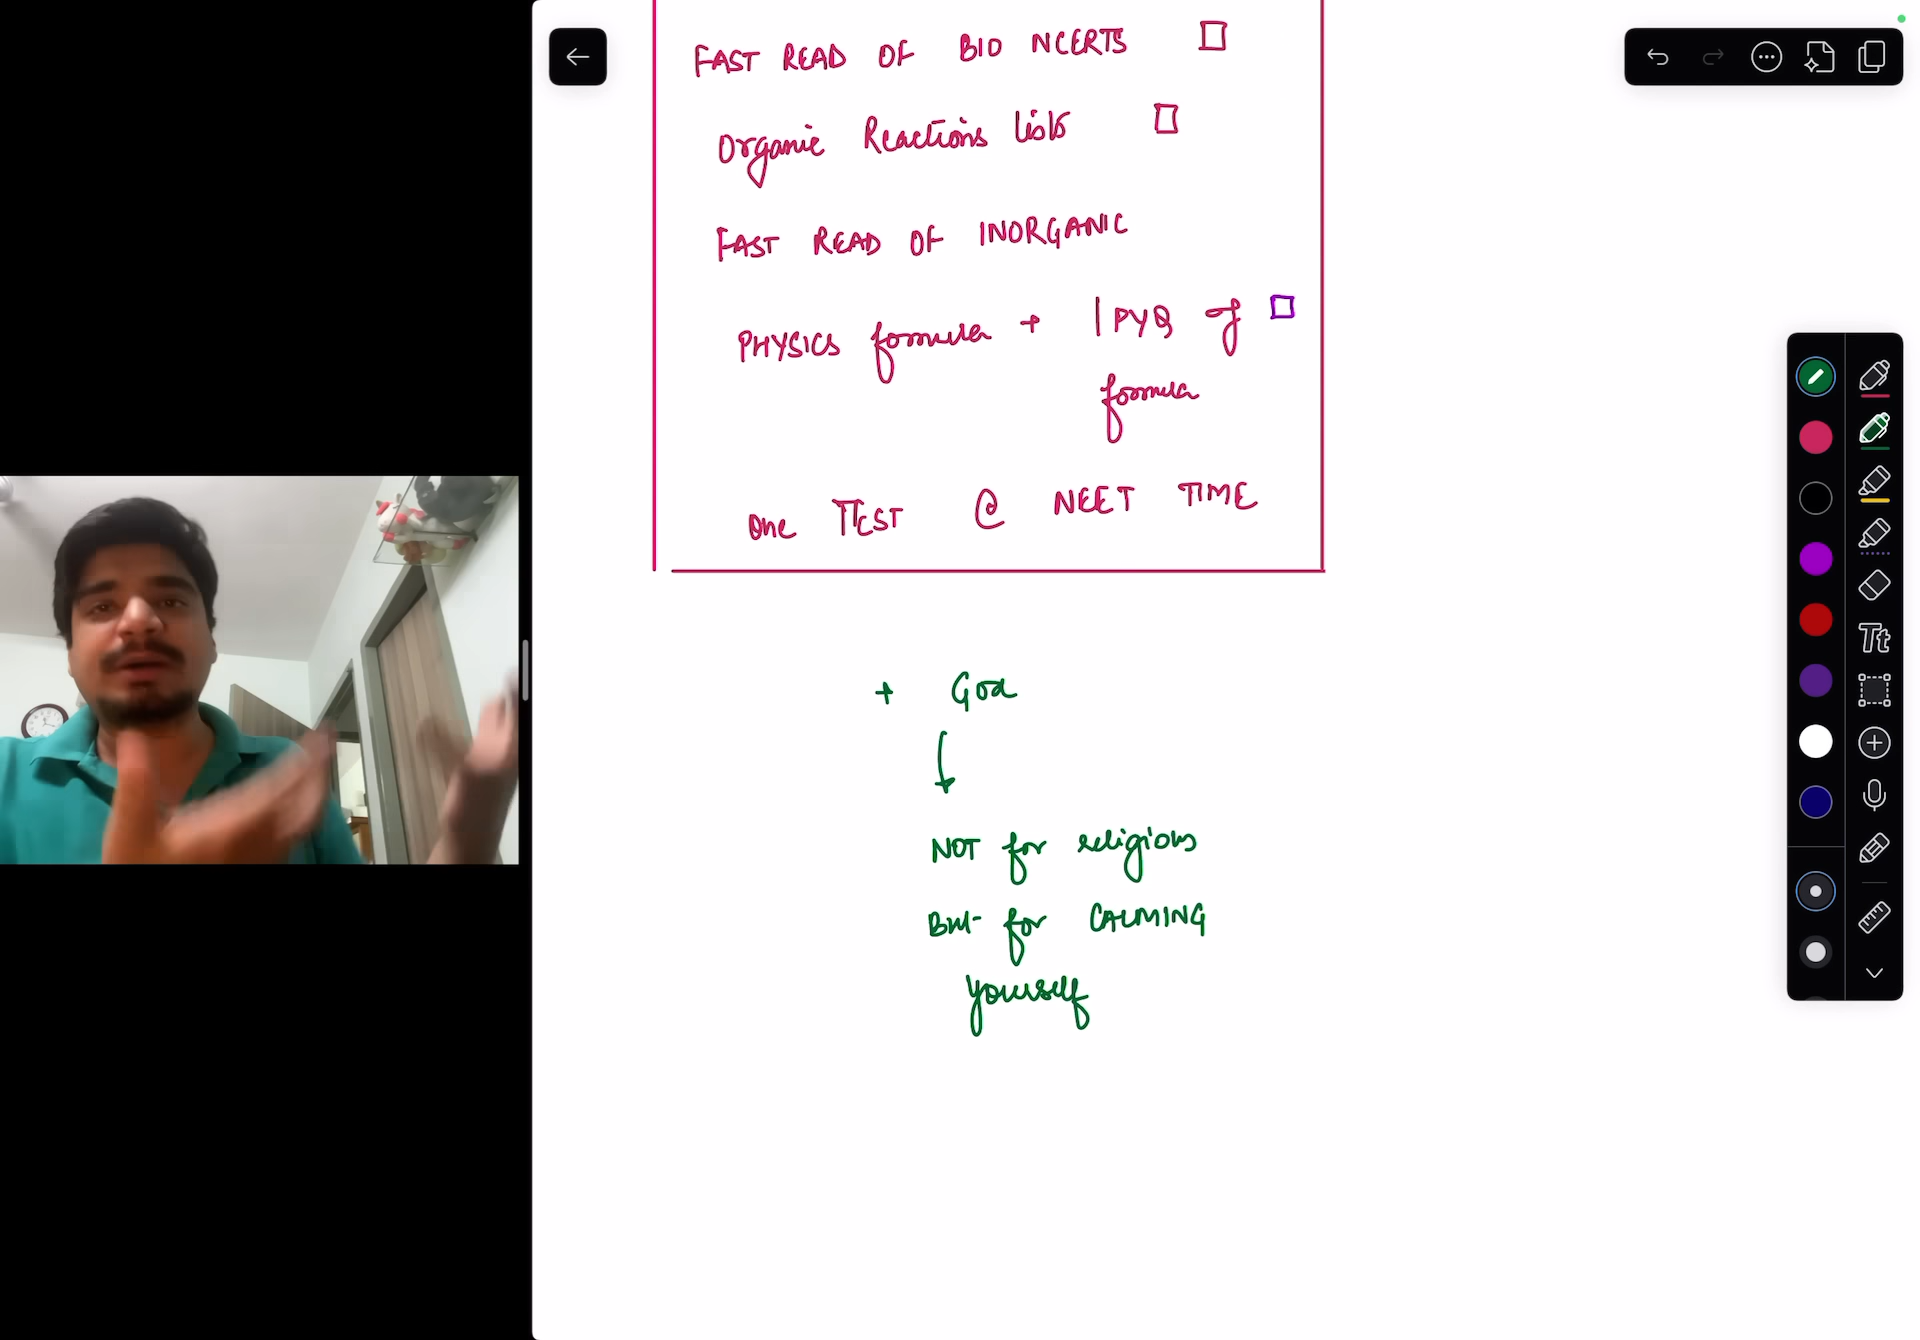 FAST READ OF BIO NCERTS
Organic Reactions lists
FAST READ OF INORGANIC
PHYSICS formula + 1 PYQ of
formula
One TEST @ NEET TIME
+ God
NOT for religious
But for CALMING
yourself
Tt